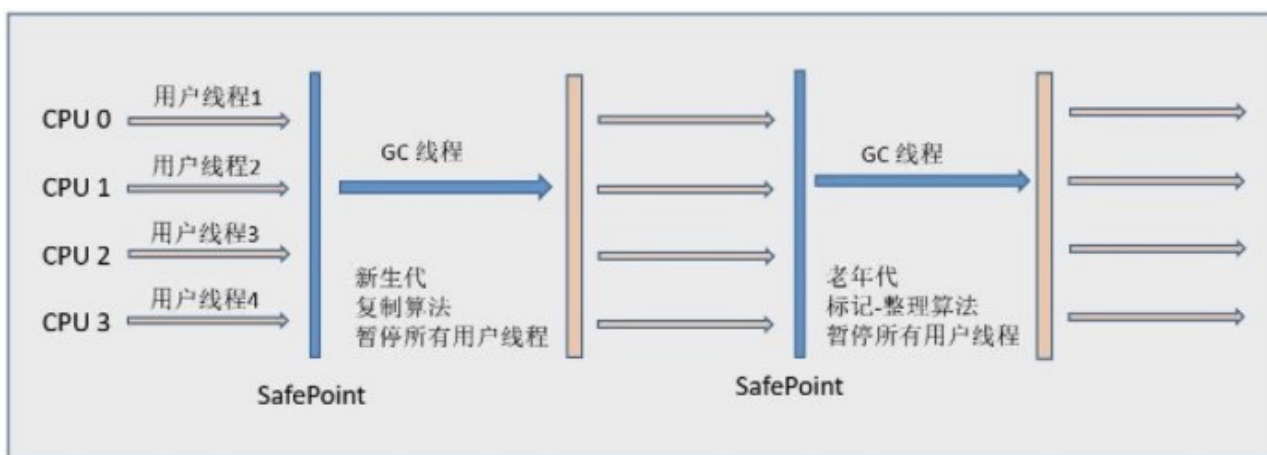 CPU 0
用户线程1
CPU 1
用户线程2
CPU 2
用户线程3
CPU 3
用户线程4
SafePoint
GC 线程
新生代
复制算法
暂停所有用户线程
SafePoint
GC 线程
老年代
标记-整理算法
暂停所有用户线程